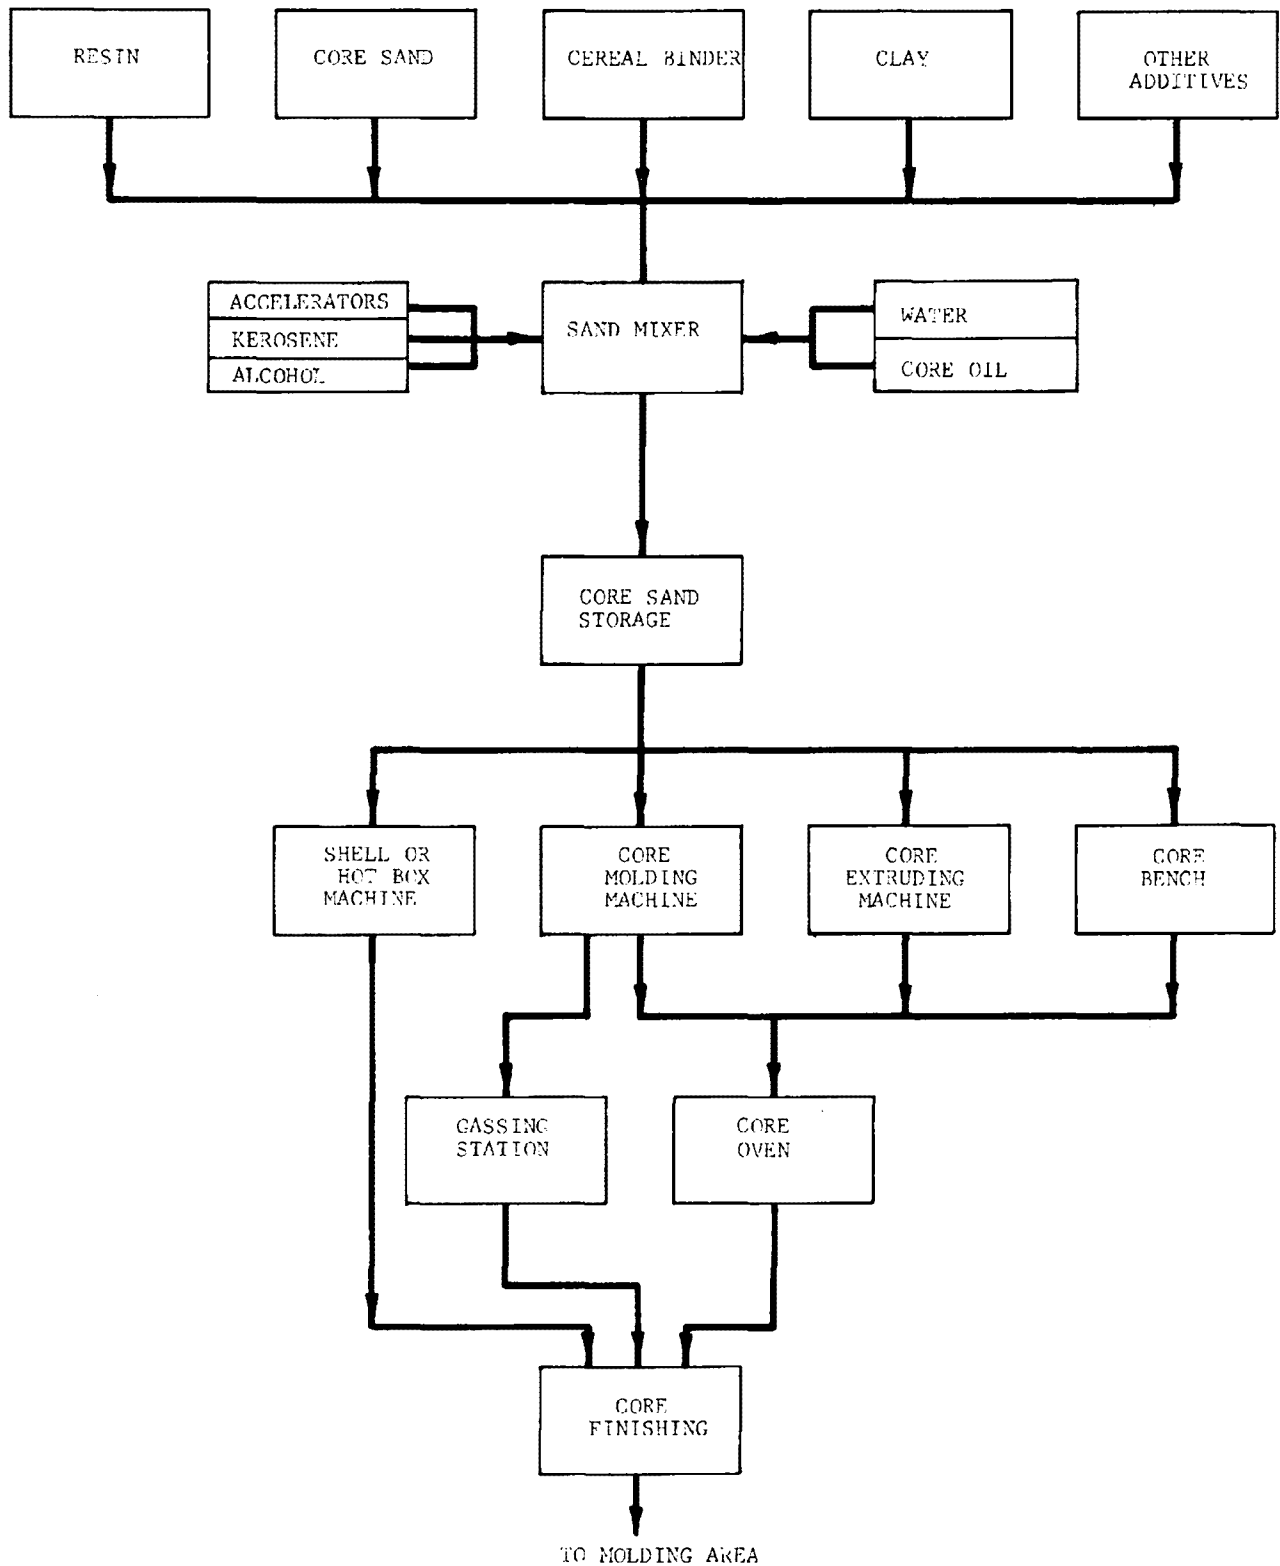 RESIN
CORE SAND
CEREAL BINDER
CLAY
OTHER
ADDITIVES
ACCELERATORS
KEROSENE
ALCOHOL
SAND MIXER
WATER
CORE OIL
CORE SAND
STORAGE
SHELL OR
HOT BOX
MACHINE
CORE
MOLDING
MACHINE
CORE
EXTRUDING
MACHINE
CORE
BENCH
GASSING
STATION
CORE
OVEN
CORE
FINISHING
TO MOLDING AREA